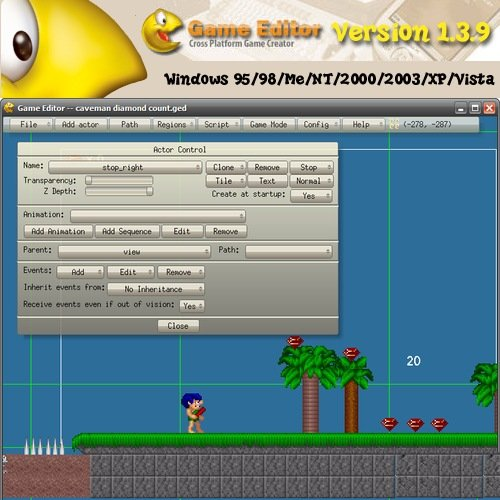 Game Editor Version 1.3.9
Cross Platform Game Creator
Windows 95/98/Me/NT/2000/2003/XP/Vista
Game Editor -- caveman diamond count.ged
File Add actor Path Regions Script Game Mode Config Help (-278, -287)
Actor Control
Name: stop_right Clone Remove Stop
Transparency: Tile Text Normal
Z Depth: Create at startup: Yes
Animation:
Add Animation Add Sequence Edit Remove
Parent: view Path:
Events: Add Edit Remove
Inherit events from: No Inheritance
Receive events even if out of vision: Yes
Close
20